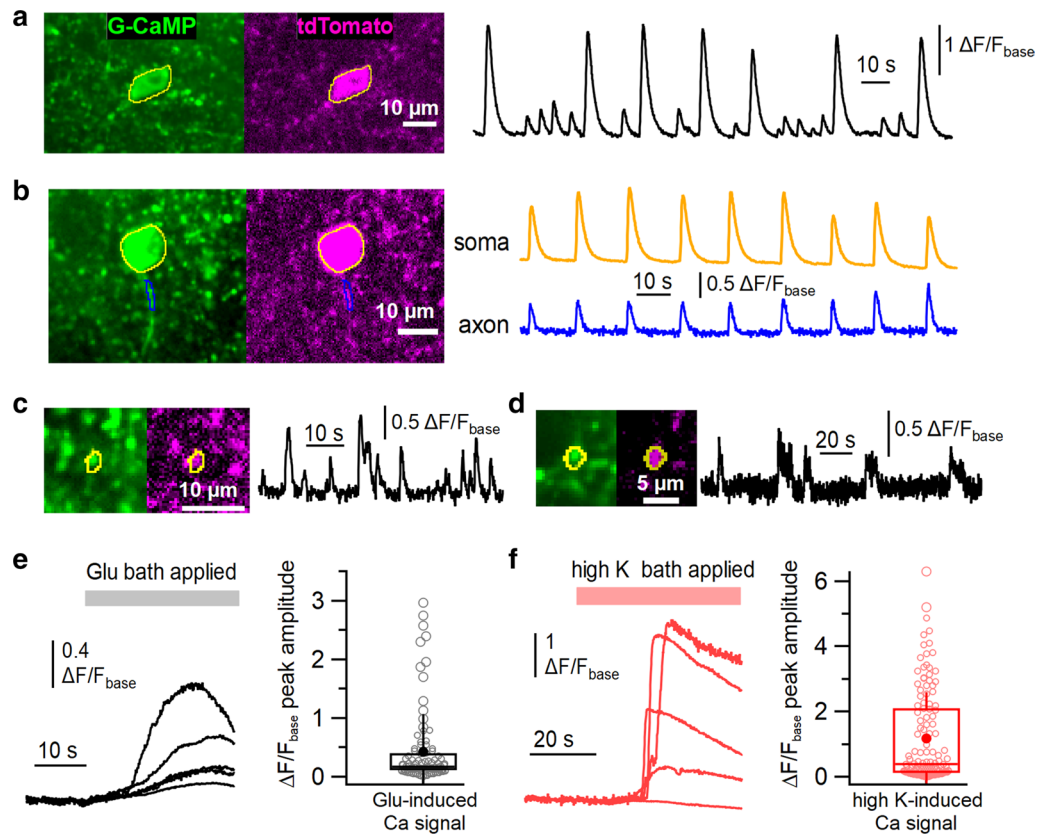 a
G-CaMP
tdTomato
10 µm
1 ΔF/Fbase
10 s
b
10 µm
soma
10 s
0.5 ΔF/Fbase
axon
c
10 µm
10 s
0.5 ΔF/Fbase
d
5 µm
20 s
0.5 ΔF/Fbase
e
Glu bath applied
0.4
ΔF/Fbase
10 s
ΔF/Fbase peak amplitude
3
2
1
0
Glu-induced
Ca signal
f
high K bath applied
1
ΔF/Fbase
20 s
ΔF/Fbase peak amplitude
6
4
2
0
high K-induced
Ca signal